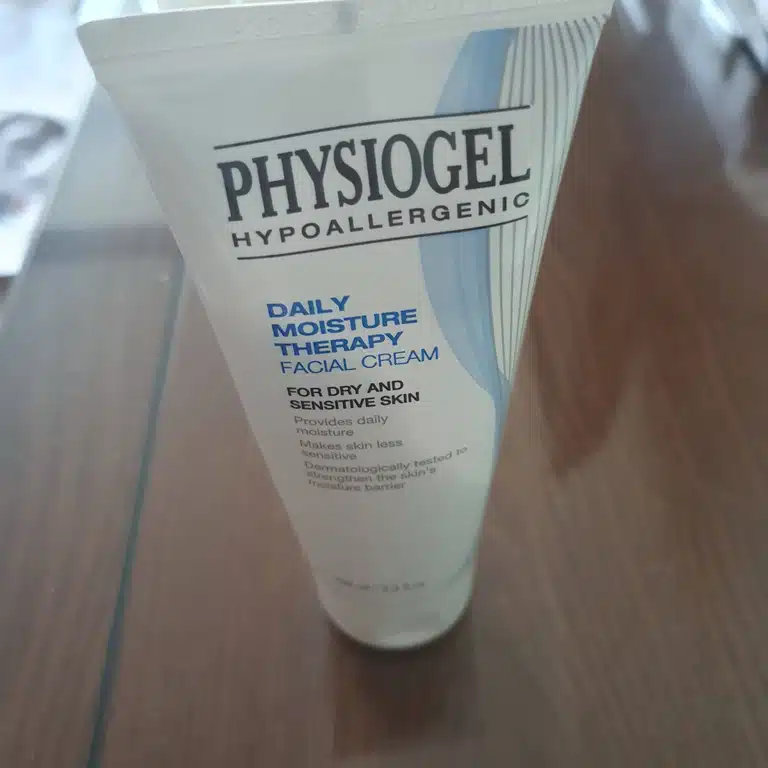 PHYSIOGEL
HYPOALLERGENIC
DAILY
MOISTURE
THERAPY
FACIAL CREAM
FOR DRY AND
SENSITIVE SKIN
Provides daily
moisture
Makes skin less
sensitive
Dermatologically tested to
strengthen the skin's
moisture barrier